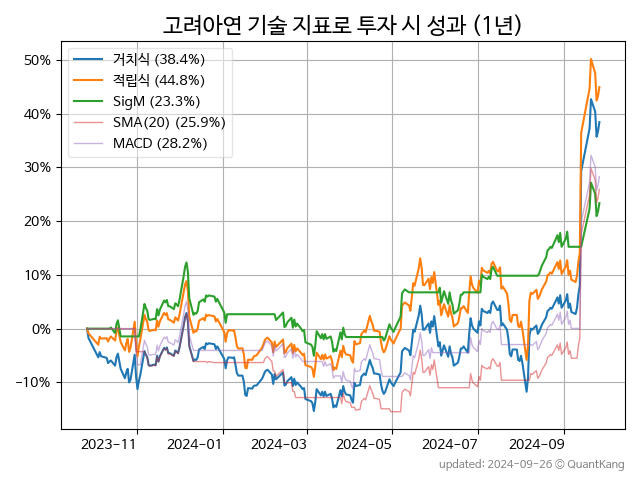 고려아연 기술 지표로 투자 시 성과 (1년)
50%
40%
30%
20%
10%
0%
−10%
거치식 (38.4%)
적립식 (44.8%)
SigM (23.3%)
SMA(20) (25.9%)
MACD (28.2%)
2023−11
2024−01
2024−03
2024−05
2024−07
2024−09
updated: 2024-09-26 © QuantKang